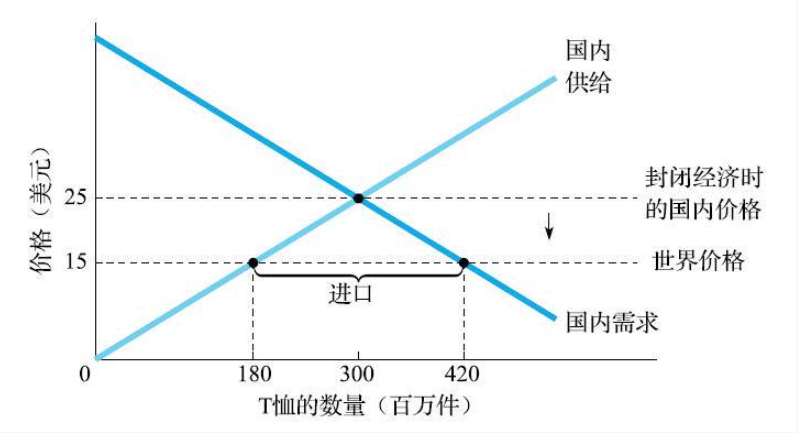 国内
供给
封闭经济时
的国内价格
25
15
世界价格
价格（美元）
进口
国内需求
0
180
300
420
T恤的数量（百万件）